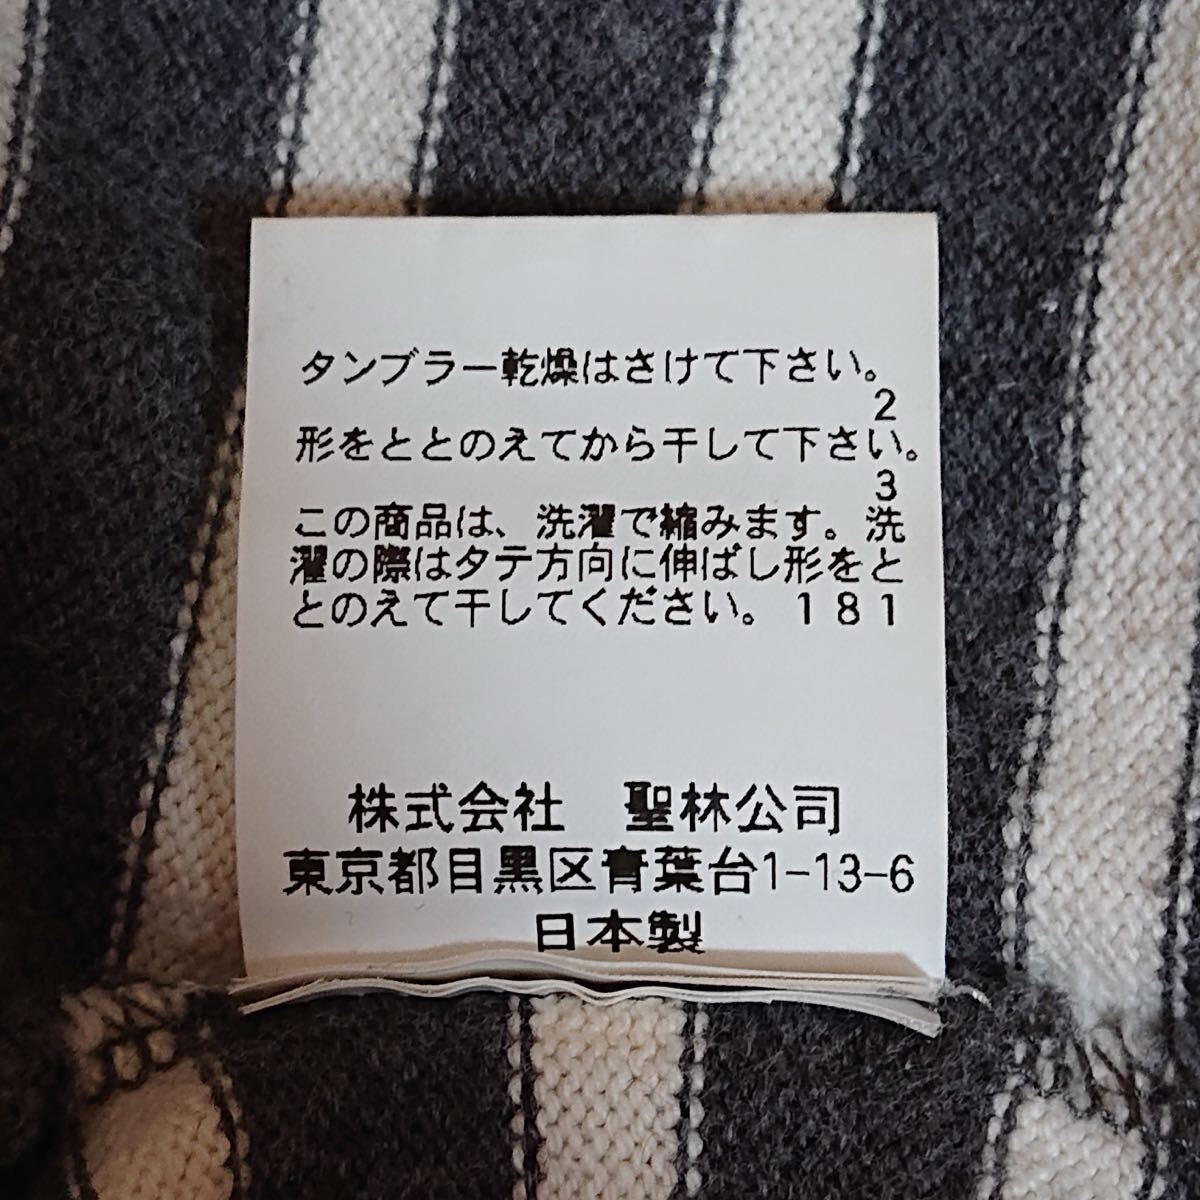 タンブラー乾燥はさけて下さい。
2
形をととのえてから干して下さい。
3
この商品は、洗濯で縮みます。洗
濯の際はタテ方向に伸ばし形をと
とのえて干してください。１８１
株式会社　聖林公司
東京都目黒区青葉台1-13-6
日本製